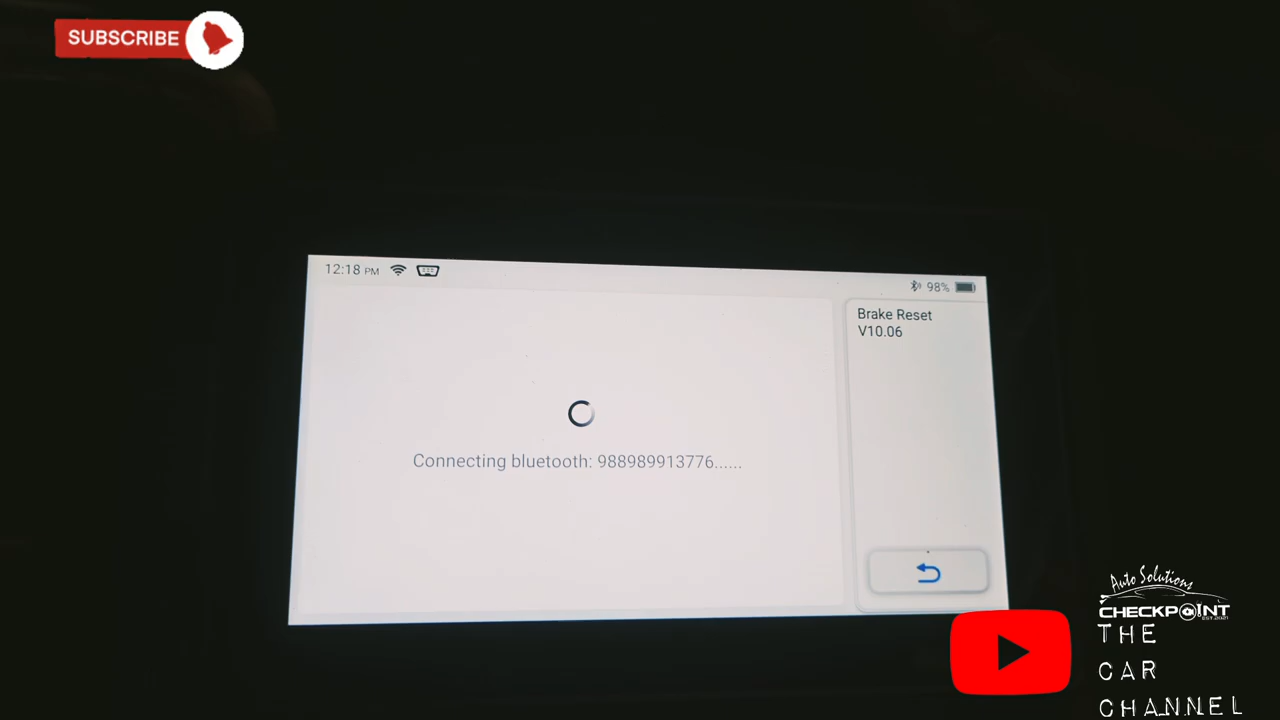 SUBSCRIBE
12:18 PM
98%
Brake Reset
V10.06
Connecting bluetooth: 988989913776......
Auto Solutions
CHECKPOINT
EST.2021
THE
CAR
CHANNEL